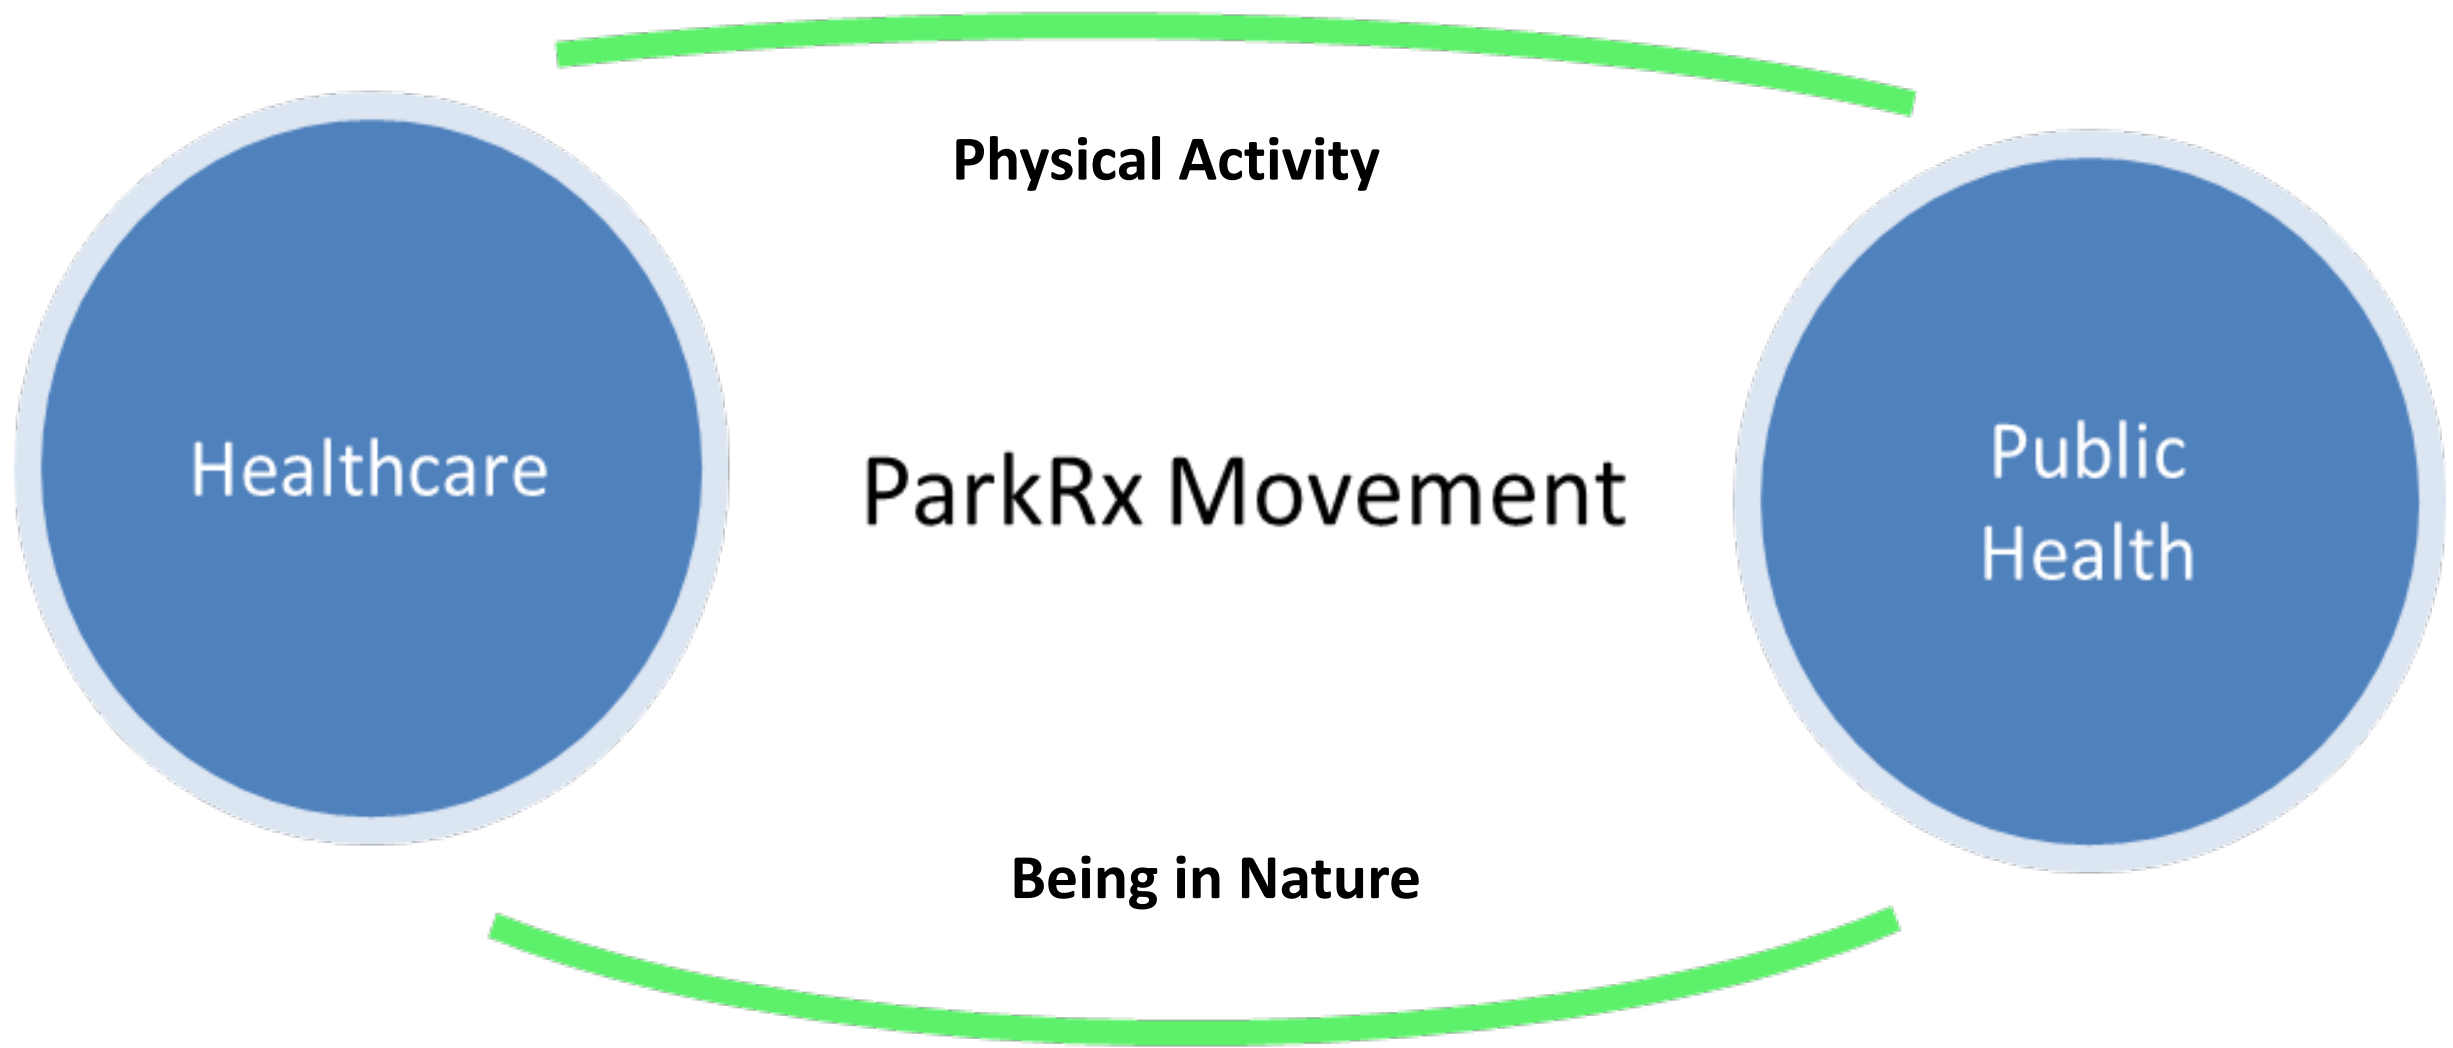 Physical Activity
Healthcare
ParkRx Movement
Public
Health
Being in Nature